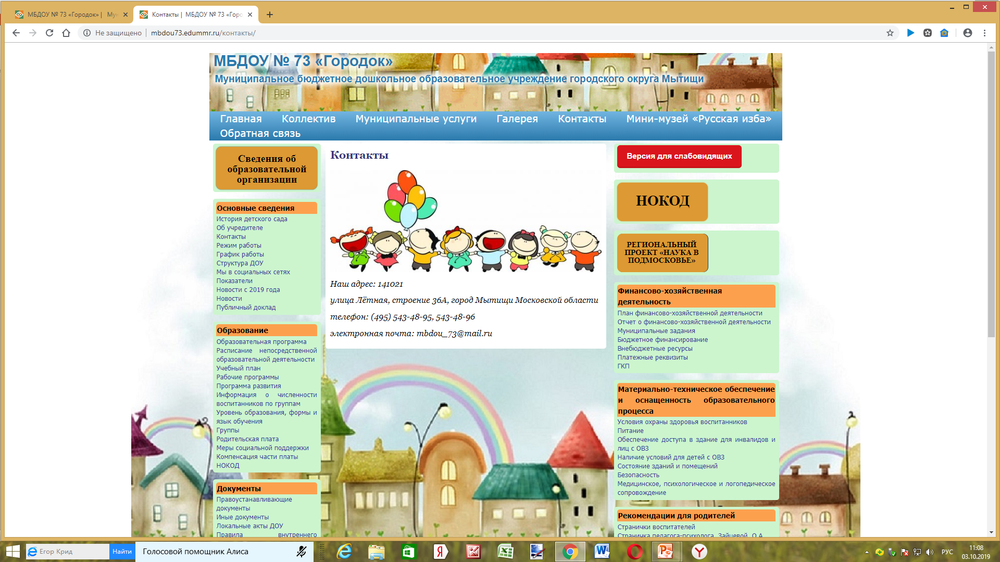 МБДОУ № 73 «Городок» | Мун
Контакты | МБДОУ № 73 «Горо
Не защищено | mbdou73.edummr.ru/контакты/
МБДОУ № 73 «Городок»
Муниципальное бюджетное дошкольное образовательное учреждение городского округа Мытищи
Главная Коллектив Муниципальные услуги Галерея Контакты Мини-музей «Русская изба»
Обратная связь
Сведения об
образовательной
организации
Основные сведения
История детского сада
Об учредителе
Контакты
Режим работы
График работы
Структура ДОУ
Мы в социальных сетях
Показатели
Новости с 2019 года
Новости
Публичный доклад
Образование
Образовательная программа
Расписание непосредственной
образовательной деятельности
Учебный план
Рабочие программы
Программа развития
Информация о численности
воспитанников по группам
Уровень образования, формы и
язык обучения
Группы
Родительская плата
Меры социальной поддержки
Компенсация части платы
НОКОД
Документы
Правоустанавливающие
документы
Иные документы
Локальные акты ДОУ
Правила внутреннего
Контакты
Наш адрес: 141021
улица Лётная, строение 36А, город Мытищи Московской области
телефон: (495) 543-48-95, 543-48-96
электронная почта: mbdou_73@mail.ru
Версия для слабовидящих
НОКОД
РЕГИОНАЛЬНЫЙ
ПРОЕКТ «НАУКА В
ПОДМОСКОВЬЕ»
Финансово-хозяйственная
деятельность
План финансово-хозяйственной деятельности
Отчет о финансово-хозяйственной деятельности
Муниципальные задания
Бюджетное финансирование
Внебюджетные ресурсы
Платежные реквизиты
ГКП
Материально-техническое обеспечение
и оснащенность образовательного
процесса
Условия охраны здоровья воспитанников
Питание
Обеспечение доступа в здание для инвалидов и
лиц с ОВЗ
Наличие условий для детей с ОВЗ
Состояние зданий и помещений
Безопасность
Медицинское, психологическое и логопедическое
сопровождение
Рекомендации для родителей
Странички воспитателей
Страничка педагога-психолога Зайцевой О.А.
Егор Крид Найти Голосовой помощник Алиса
РУС 11:08
03.10.2019